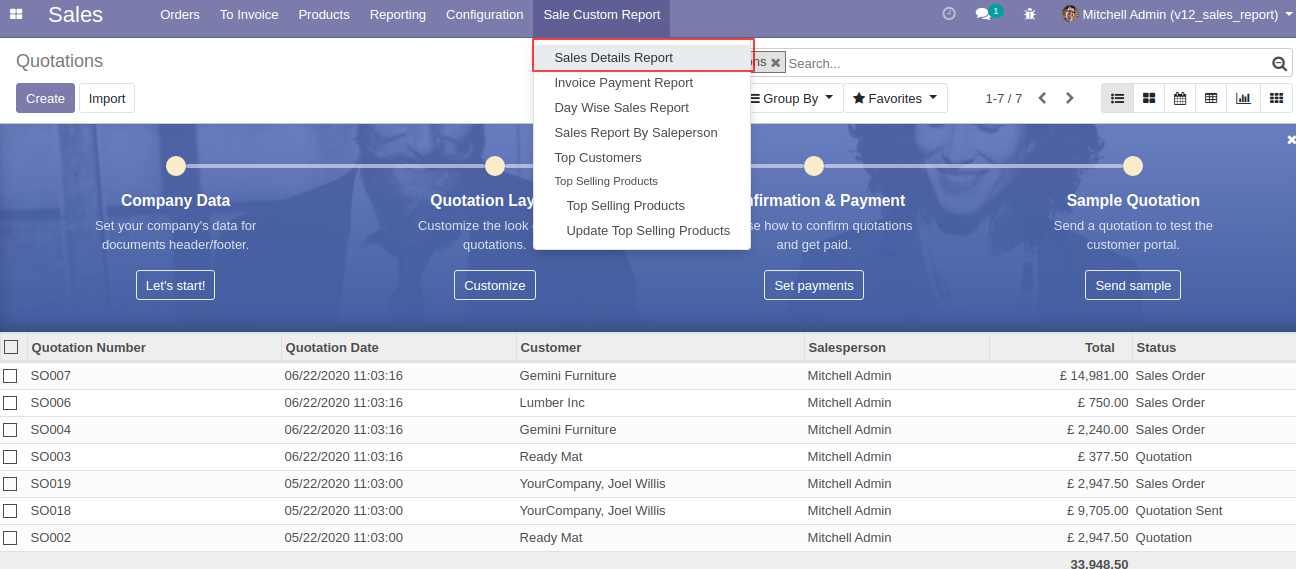 Sales Orders To Invoice Products Reporting Configuration Sale Custom Report 1 Mitchell Admin (v12_sales_report)
Quotations
Search...
Create Import
Group By Favorites 1-7 / 7
Sales Details Report
Invoice Payment Report
Day Wise Sales Report
Sales Report By Saleperson
Top Customers
Top Selling Products
Top Selling Products
Update Top Selling Products
Company Data
Set your company's data for
documents header/footer.
Let's start!
Quotation Lay
Customize the look
quotations.
Customize
nfirmation & Payment
how to confirm quotations
and get paid.
Set payments
Sample Quotation
Send a quotation to test the
customer portal.
Send sample
Quotation Number Quotation Date Customer Salesperson Total Status
SO007 06/22/2020 11:03:16 Gemini Furniture Mitchell Admin £ 14,981.00 Sales Order
SO006 06/22/2020 11:03:16 Lumber Inc Mitchell Admin £ 750.00 Sales Order
SO004 06/22/2020 11:03:16 Gemini Furniture Mitchell Admin £ 2,240.00 Sales Order
SO003 06/22/2020 11:03:16 Ready Mat Mitchell Admin £ 377.50 Quotation
SO019 05/22/2020 11:03:00 YourCompany, Joel Willis Mitchell Admin £ 2,947.50 Sales Order
SO018 05/22/2020 11:03:00 YourCompany, Joel Willis Mitchell Admin £ 9,705.00 Quotation Sent
SO002 05/22/2020 11:03:00 Ready Mat Mitchell Admin £ 2,947.50 Quotation
33,948.50